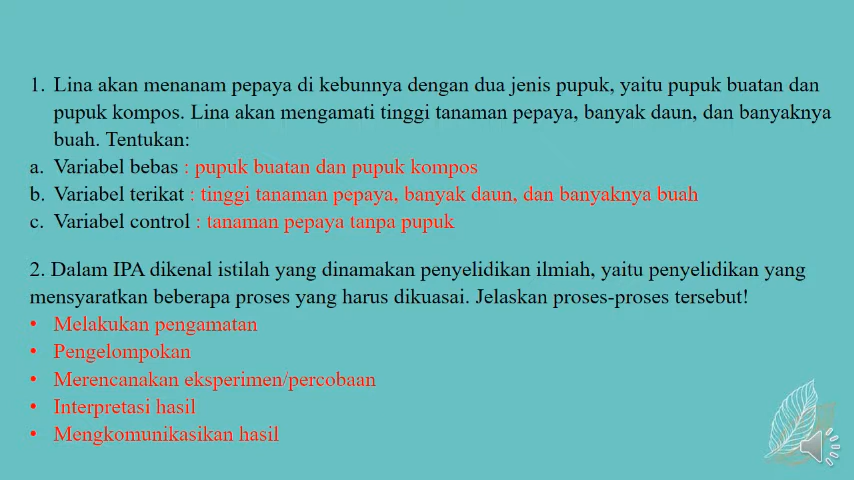 1. Lina akan menanam pepaya di kebunnya dengan dua jenis pupuk, yaitu pupuk buatan dan
pupuk kompos. Lina akan mengamati tinggi tanaman pepaya, banyak daun, dan banyaknya
buah. Tentukan:
a. Variabel bebas : pupuk buatan dan pupuk kompos
b. Variabel terikat : tinggi tanaman pepaya, banyak daun, dan banyaknya buah
c. Variabel control : tanaman pepaya tanpa pupuk
2. Dalam IPA dikenal istilah yang dinamakan penyelidikan ilmiah, yaitu penyelidikan yang
mensyaratkan beberapa proses yang harus dikuasai. Jelaskan proses-proses tersebut!
• Melakukan pengamatan
• Pengelompokan
• Merencanakan eksperimen/percobaan
• Interpretasi hasil
• Mengkomunikasikan hasil